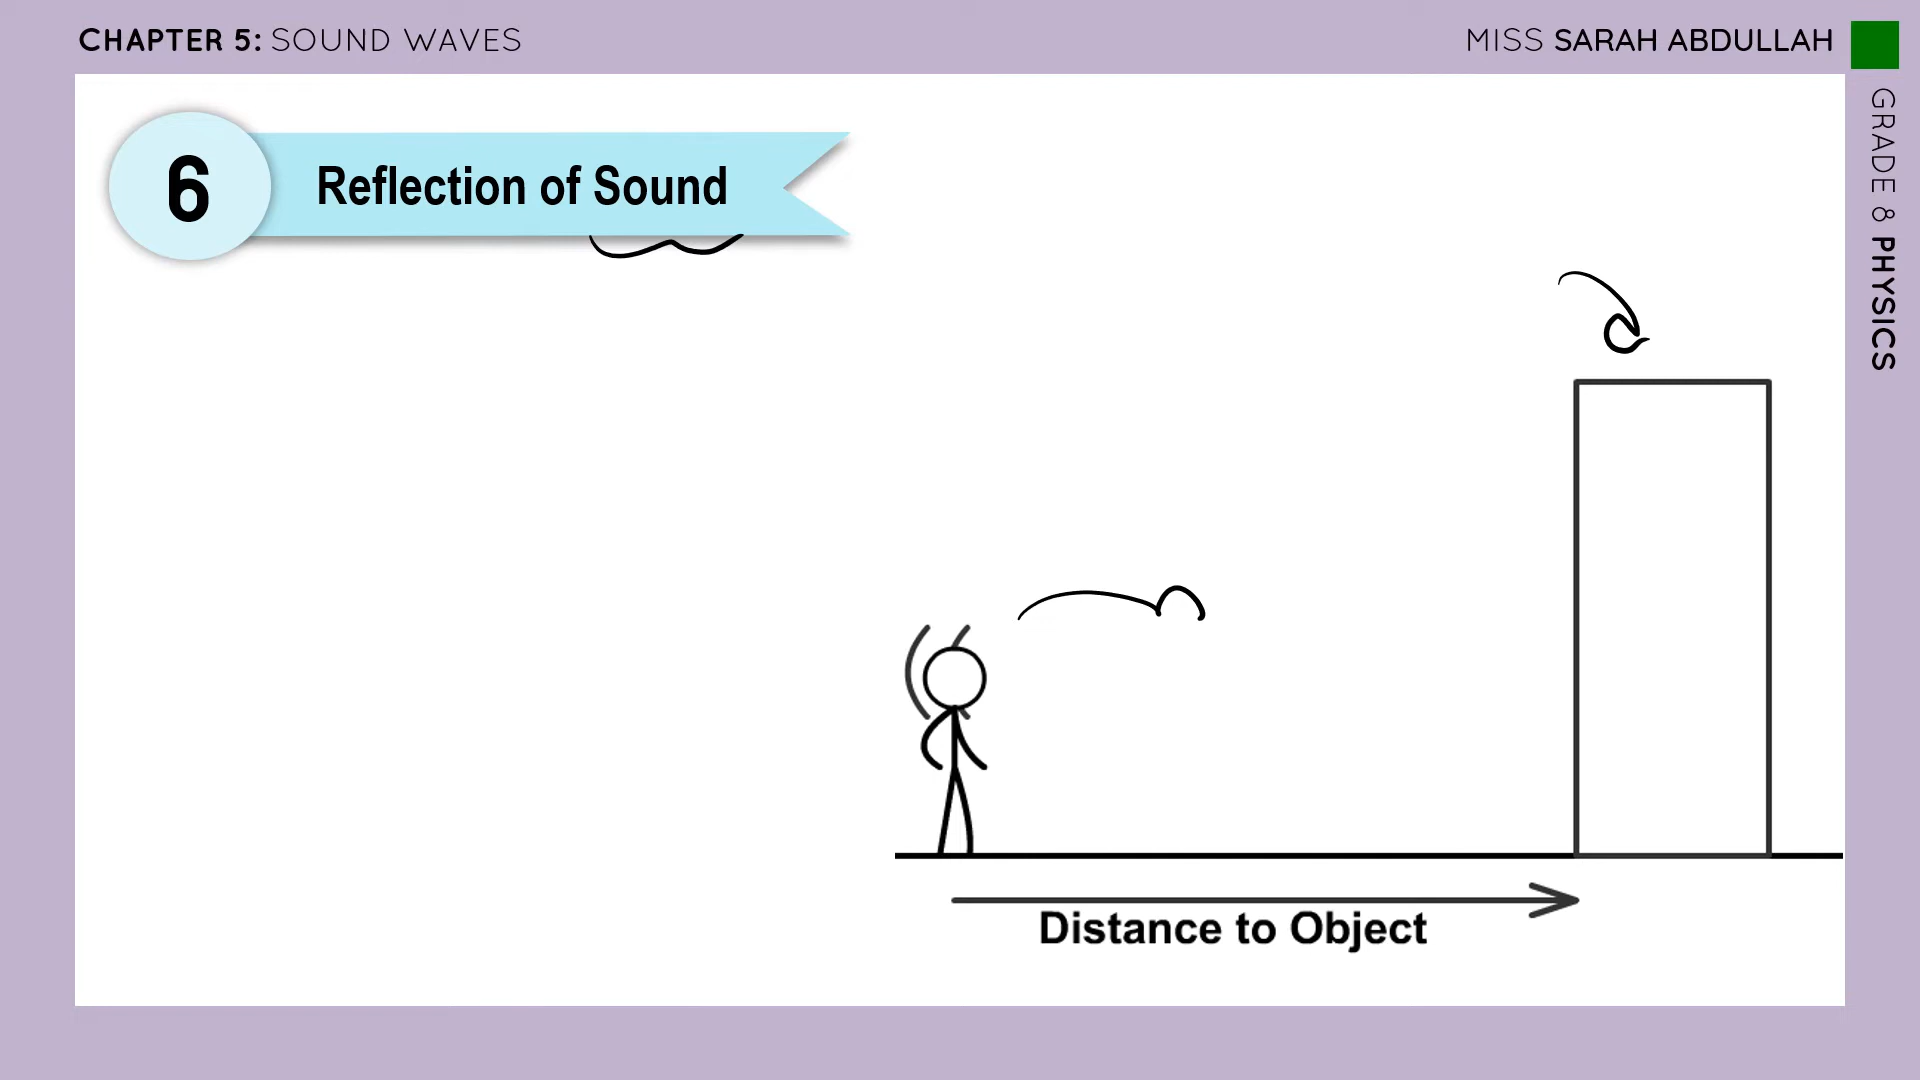 CHAPTER 5: SOUND WAVES
MISS SARAH ABDULLAH
GRADE 8 PHYSICS
6
Reflection of Sound
Distance to Object